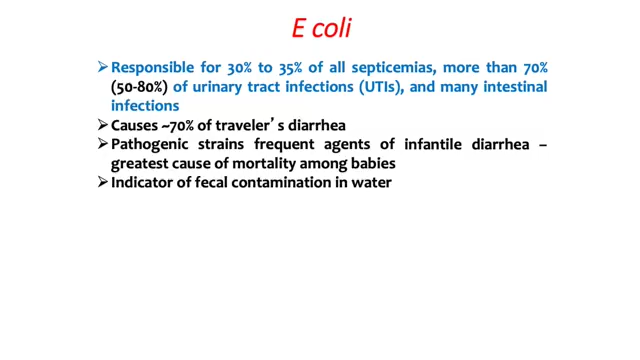 E coli
➢Responsible for 30% to 35% of all septicemias, more than 70%
(50-80%) of urinary tract infections (UTIs), and many intestinal
infections
➢Causes ~70% of traveler’s diarrhea
➢Pathogenic strains frequent agents of infantile diarrhea –
greatest cause of mortality among babies
➢Indicator of fecal contamination in water